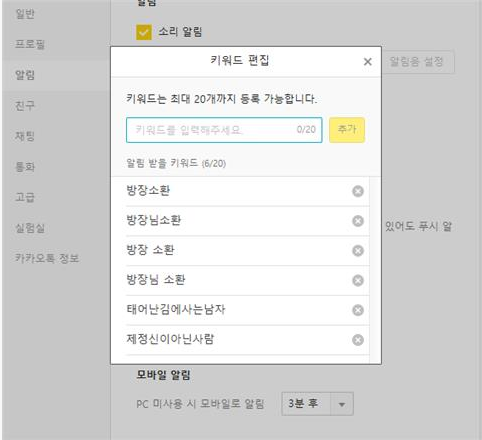 알림
일반
소리 알림
프로필
키워드 편집
알림음 설정
알림
키워드는 최대 20개까지 등록 가능합니다.
친구
키워드를 입력해주세요. 0/20 추가
채팅
알림 받을 키워드 (6/20)
통화
방장소환
고급
방장님소환
실험실
있어도 푸시 알
방장 소환
카카오톡 정보
방장님 소환
태어난김에사는남자
제정신이아닌사람
모바일 알림
PC 미사용 시 모바일로 알림 3분 후